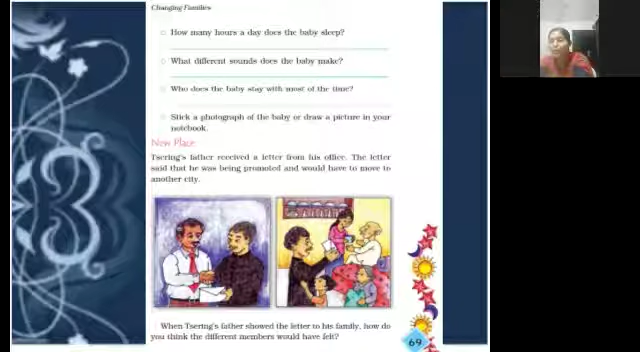 Changing Families
How many hours a day does the baby sleep?
What different sounds does the baby make?
Who does the baby stay with most of the time?
Stick a photograph of the baby or draw a picture in your
notebook.
New Place
Tsering's father received a letter from his office. The letter
said that he was being promoted and would have to move to
another city.
When Tsering's father showed the letter to his family, how do
you think the different members would have felt?
69